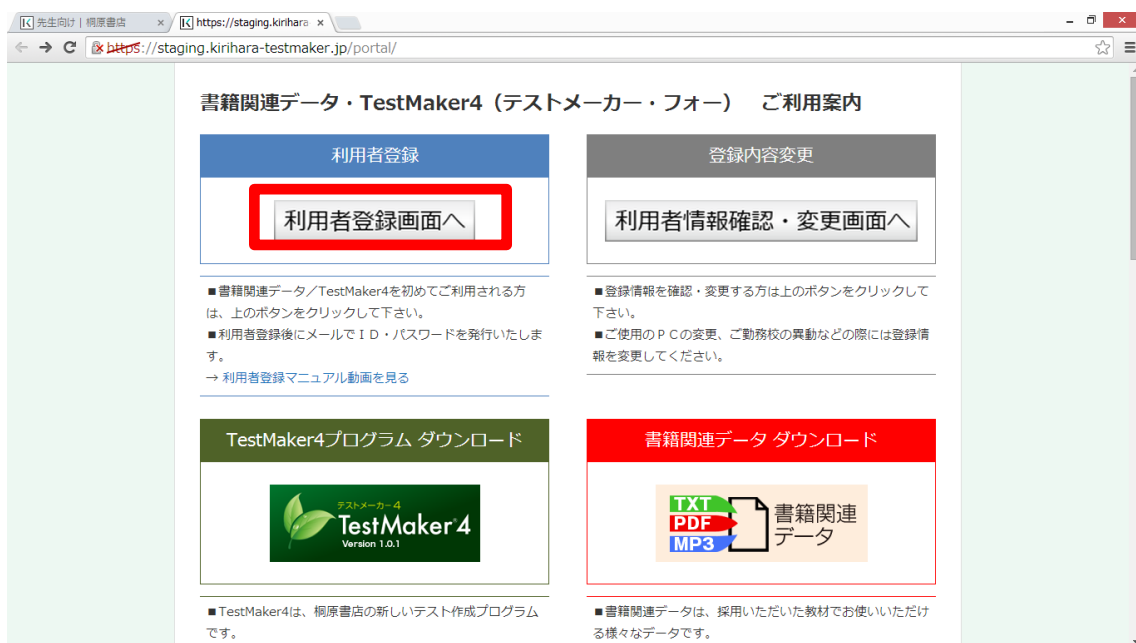 先生向け | 桐原書店
https://staging.kirihara
https://staging.kirihara-testmaker.jp/portal/
書籍関連データ・TestMaker4（テストメーカー・フォー）　ご利用案内
利用者登録
利用者登録画面へ
■書籍関連データ／TestMaker4を初めてご利用される方
は、上のボタンをクリックして下さい。
■利用者登録後にメールでＩＤ・パスワードを発行いたしま
す。
→ 利用者登録マニュアル動画を見る
登録内容変更
利用者情報確認・変更画面へ
■登録情報を確認・変更する方は上のボタンをクリックして
下さい。
■ご使用のＰＣの変更、ご勤務校の異動などの際には登録情
報を変更してください。
TestMaker4プログラム ダウンロード
テストメーカー4
TestMaker4
Version 1.0.1
■TestMaker4は、桐原書店の新しいテスト作成プログラム
です。
書籍関連データ ダウンロード
TXT
PDF
MP3
書籍関連
データ
■書籍関連データは、採用いただいた教材でお使いいただけ
る様々なデータです。